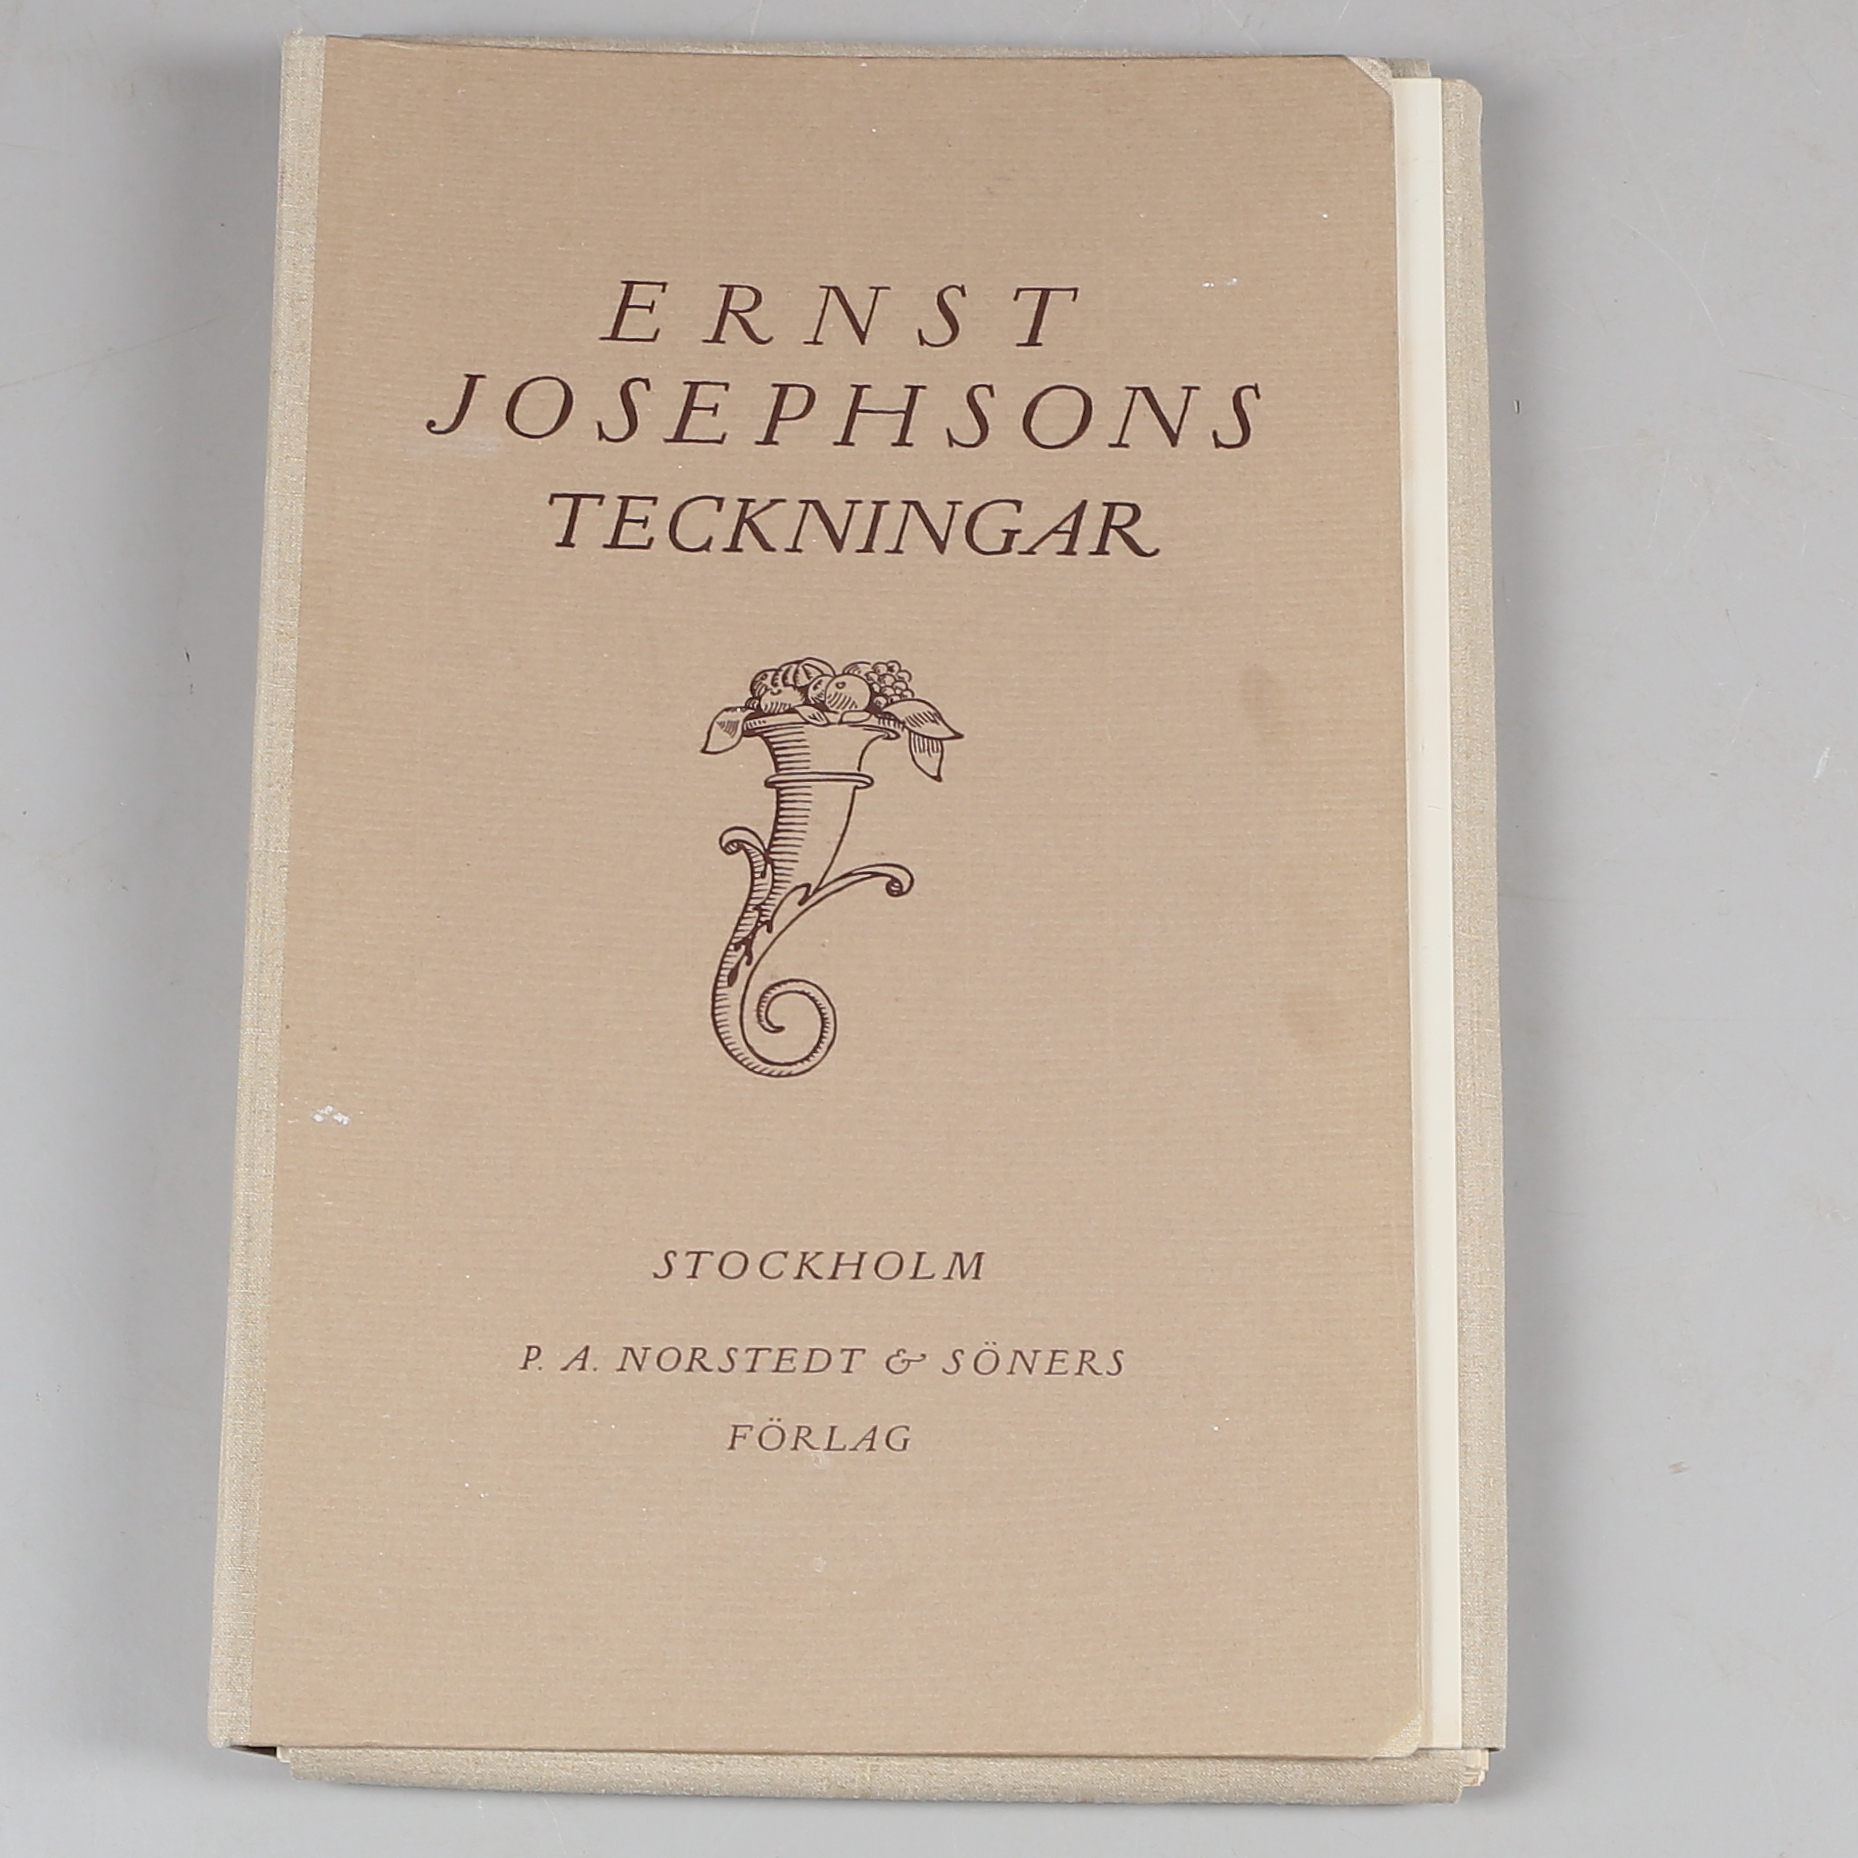 ERNST
JOSEPHSONS
TECKNINGAR
STOCKHOLM
P. A. NORSTEDT & SÖNERS
FÖRLAG